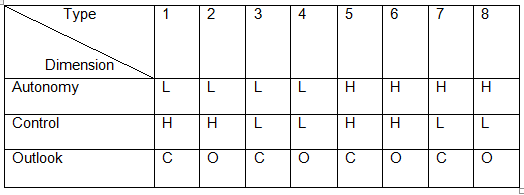 Type 1 2 3 4 5 6 7 8
Dimension
Autonomy L L L L H H H H
Control H H L L H H L L
Outlook C O C O C O C O